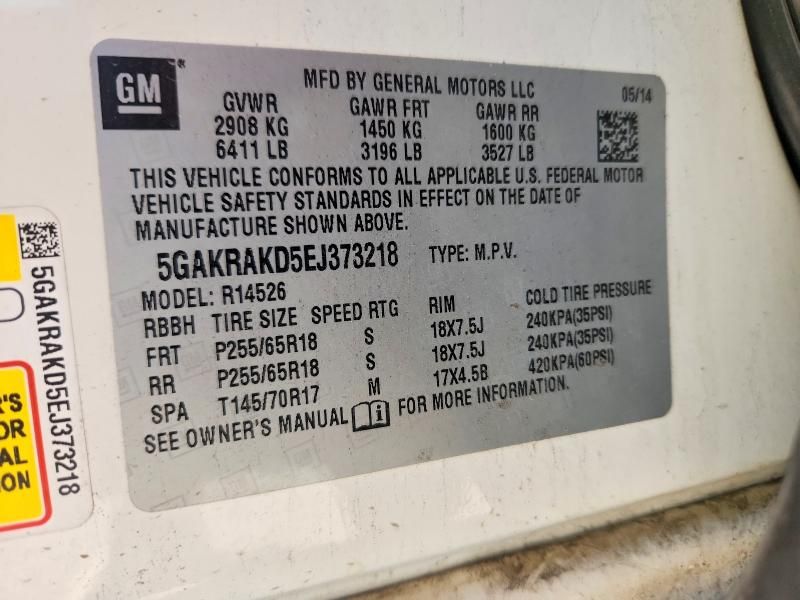 GM
MFD BY GENERAL MOTORS LLC 05/14
GVWR GAWR FRT GAWR RR
2908 KG 1450 KG 1600 KG
6411 LB 3196 LB 3527 LB
THIS VEHICLE CONFORMS TO ALL APPLICABLE U.S. FEDERAL MOTOR
VEHICLE SAFETY STANDARDS IN EFFECT ON THE DATE OF
MANUFACTURE SHOWN ABOVE.
5GAKRAKD5EJ373218 TYPE: M.P.V.
MODEL: R14526
RBBH TIRE SIZE SPEED RTG RIM COLD TIRE PRESSURE
FRT P255/65R18 S 18X7.5J 240KPA(35PSI)
RR P255/65R18 S 18X7.5J 240KPA(35PSI)
SPA T145/70R17 M 17X4.5B 420KPA(60PSI)
SEE OWNER'S MANUAL FOR MORE INFORMATION.
5GAKRAKD5EJ373218
R'S
OR
AL
ION